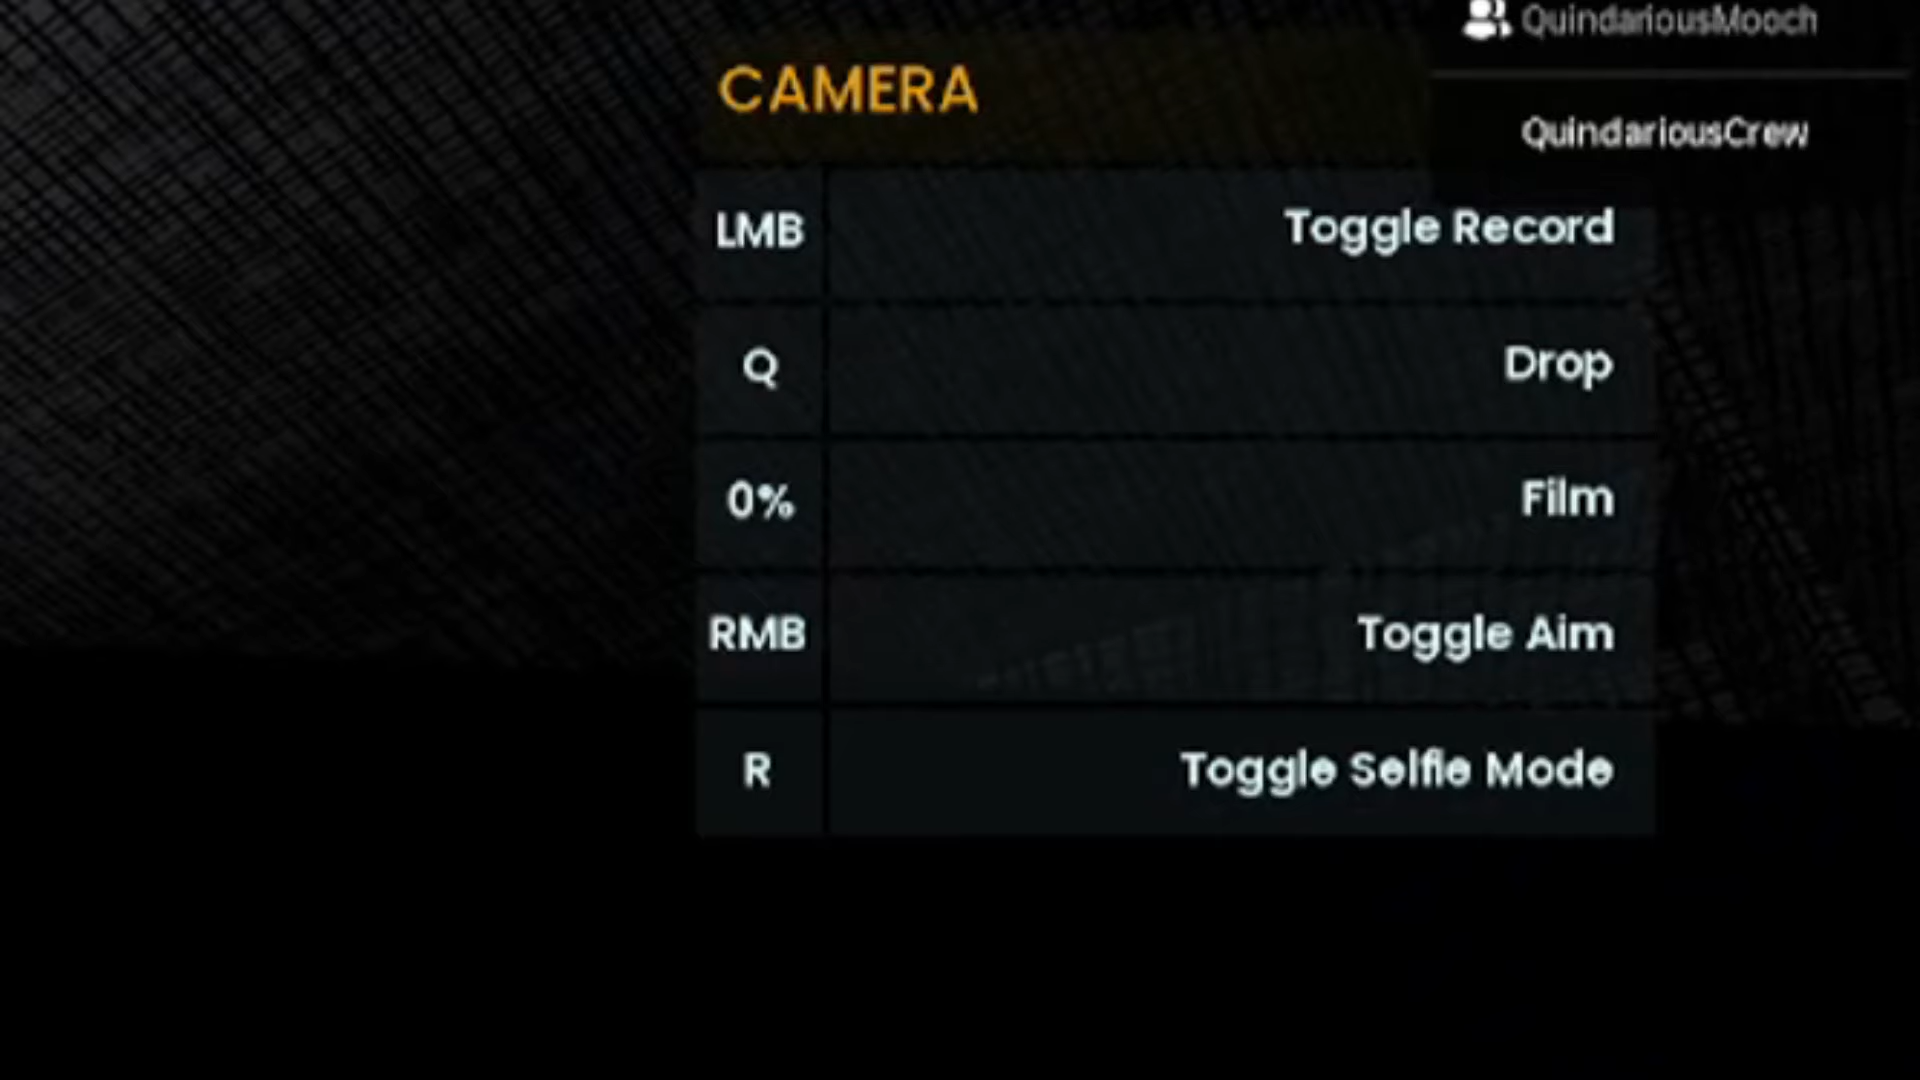 QuindariousMooch
CAMERA
QuindariousCrew
LMB Toggle Record
Q Drop
0% Film
RMB Toggle Aim
R Toggle Selfie Mode